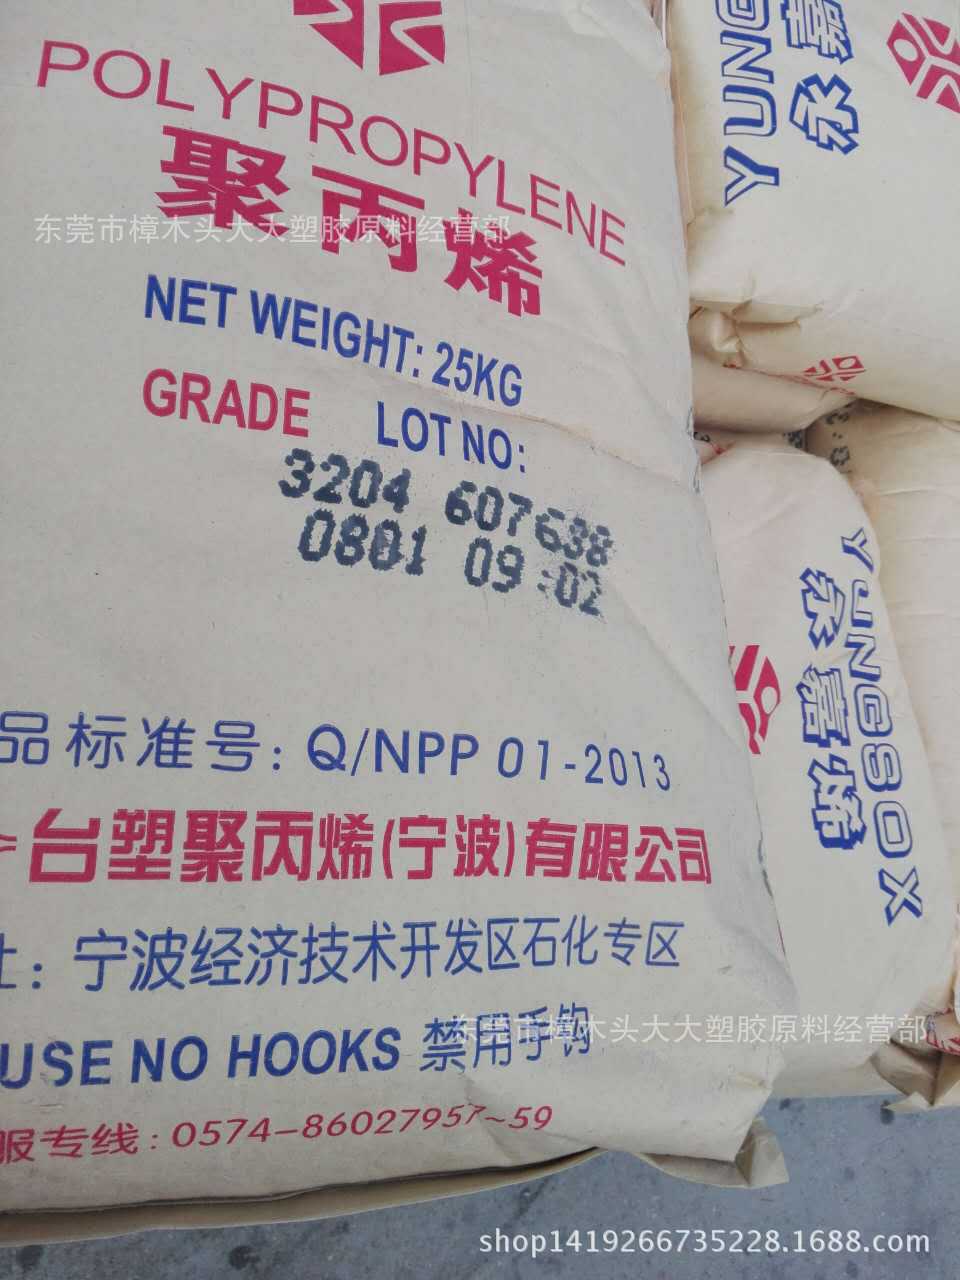 POLYPROPYLENE
聚丙烯
东莞市樟木头大大塑胶原料经营部
NET WEIGHT: 25KG
GRADE LOT NO:
3204 607638
0801 09:02
品标准号: Q/NPP 01-2013
台塑聚丙烯(宁波)有限公司
址: 宁波经济技术开发区石化专区
USE NO HOOKS 禁用手钩
服专线: 0574-86027957~59
YUNG
永嘉
YUNGSOX
永嘉烯
东莞市樟木头大大塑胶原料经营部
shop1419266735228.1688.com